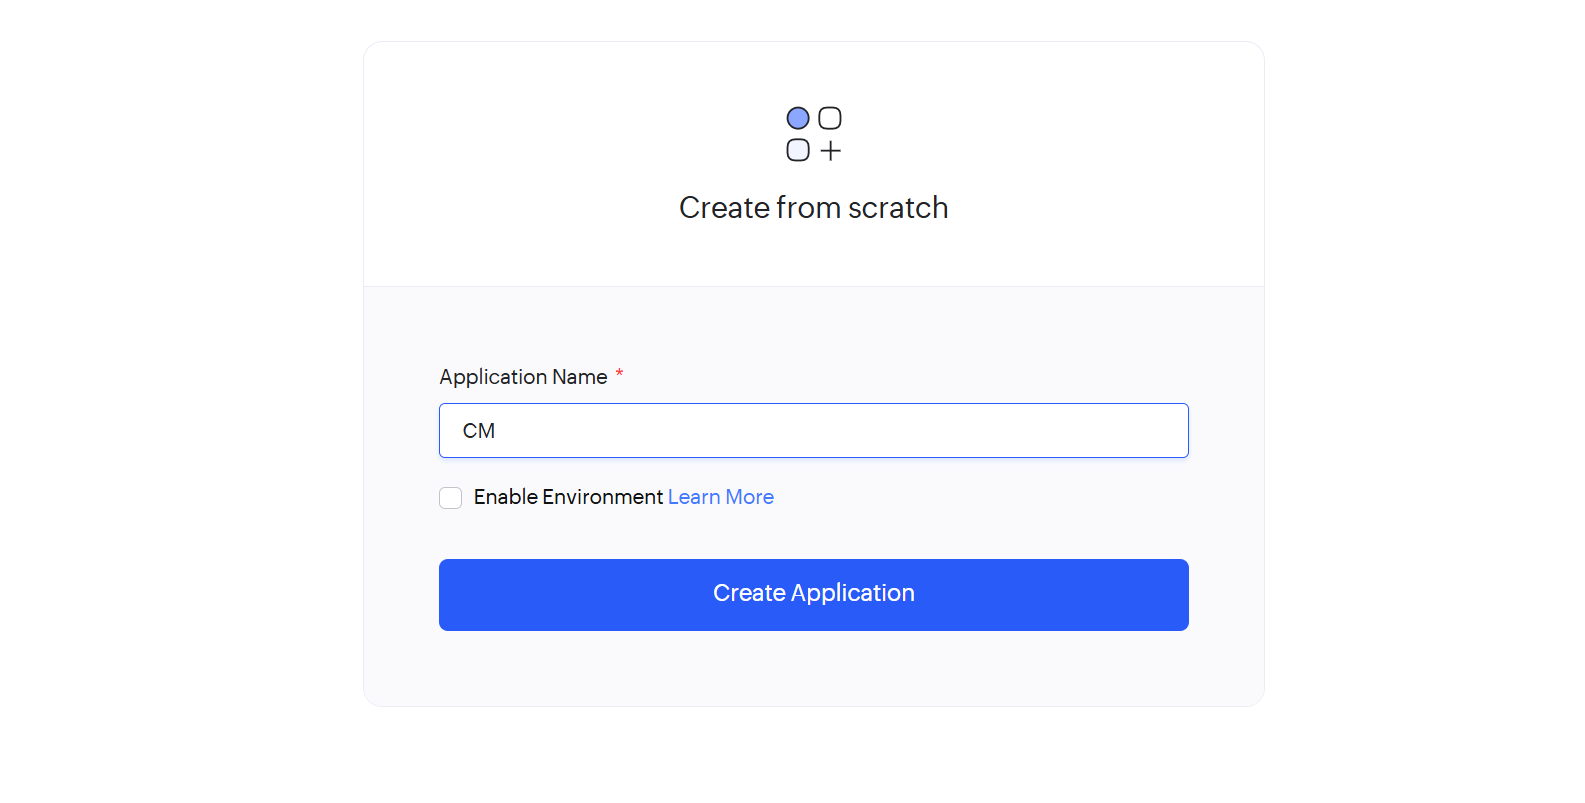 Create from scratch
Application Name *
CM
Enable Environment Learn More
Create Application